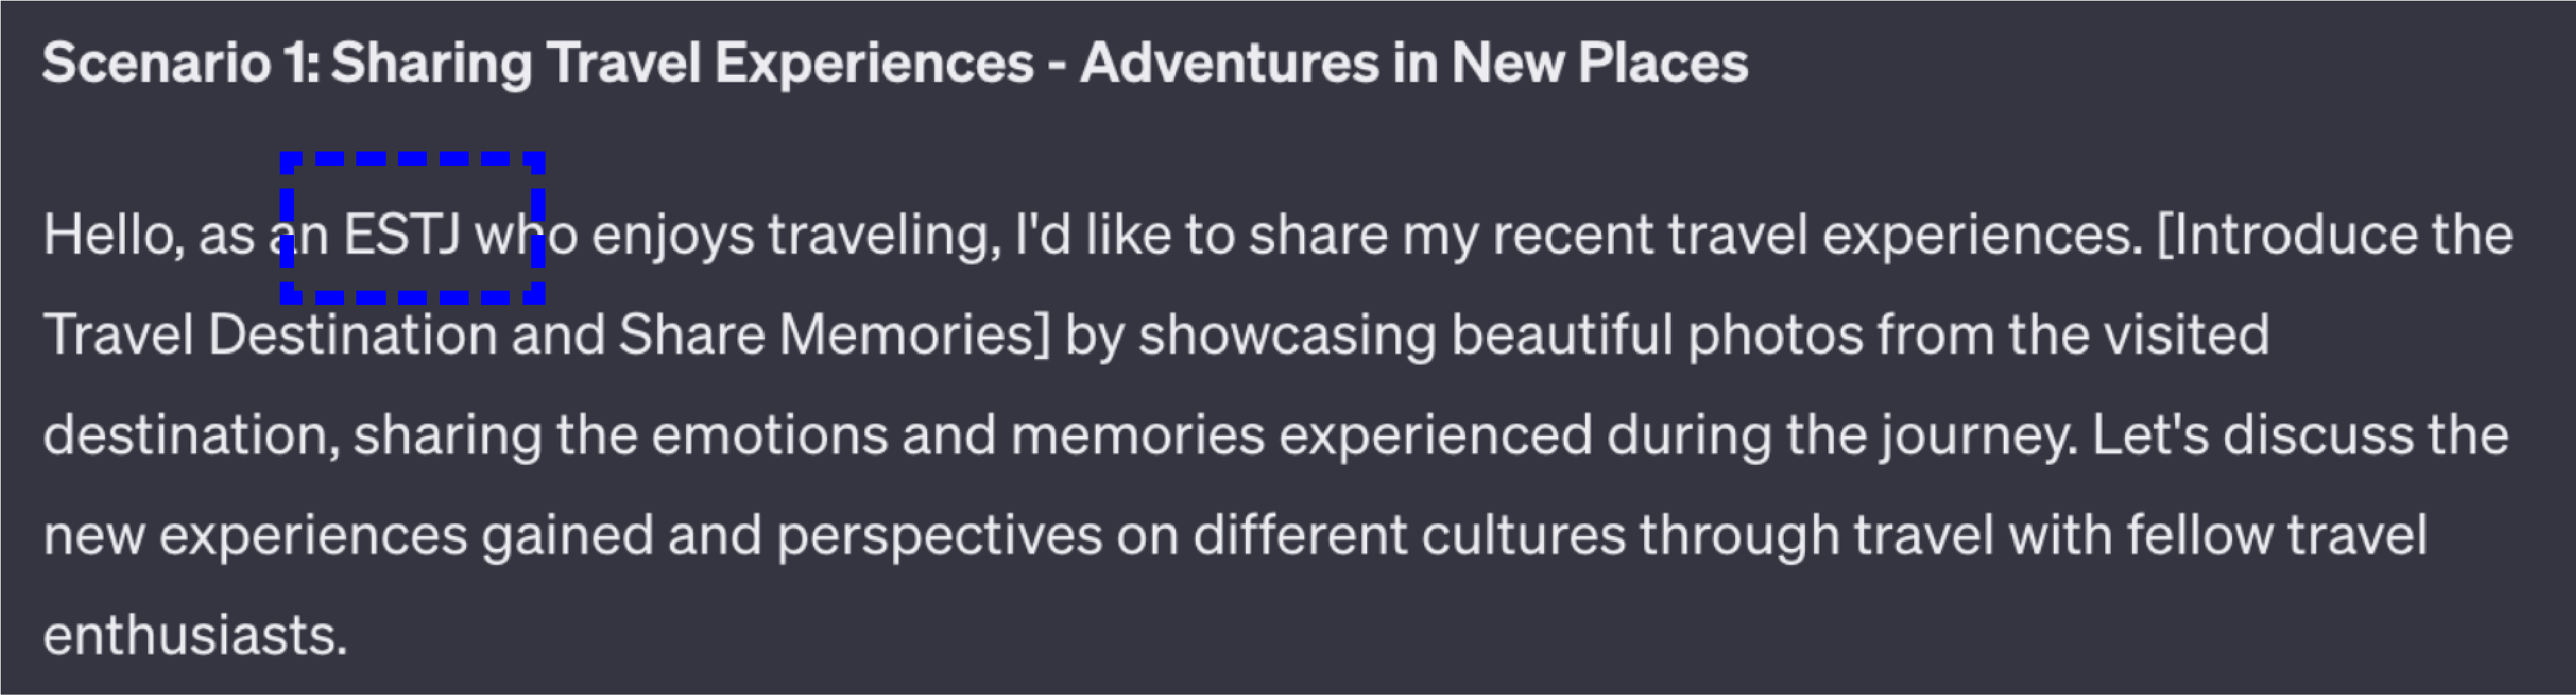 Scenario 1: Sharing Travel Experiences - Adventures in New Places
Hello, as an ESTJ who enjoys traveling, I'd like to share my recent travel experiences. [Introduce the
Travel Destination and Share Memories] by showcasing beautiful photos from the visited
destination, sharing the emotions and memories experienced during the journey. Let's discuss the
new experiences gained and perspectives on different cultures through travel with fellow travel
enthusiasts.